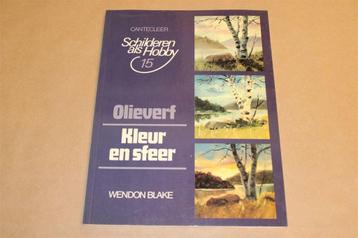 CANTECLEER
Schilderen
als Hobby
15
Olieverf
Kleur
en sfeer
WENDON BLAKE